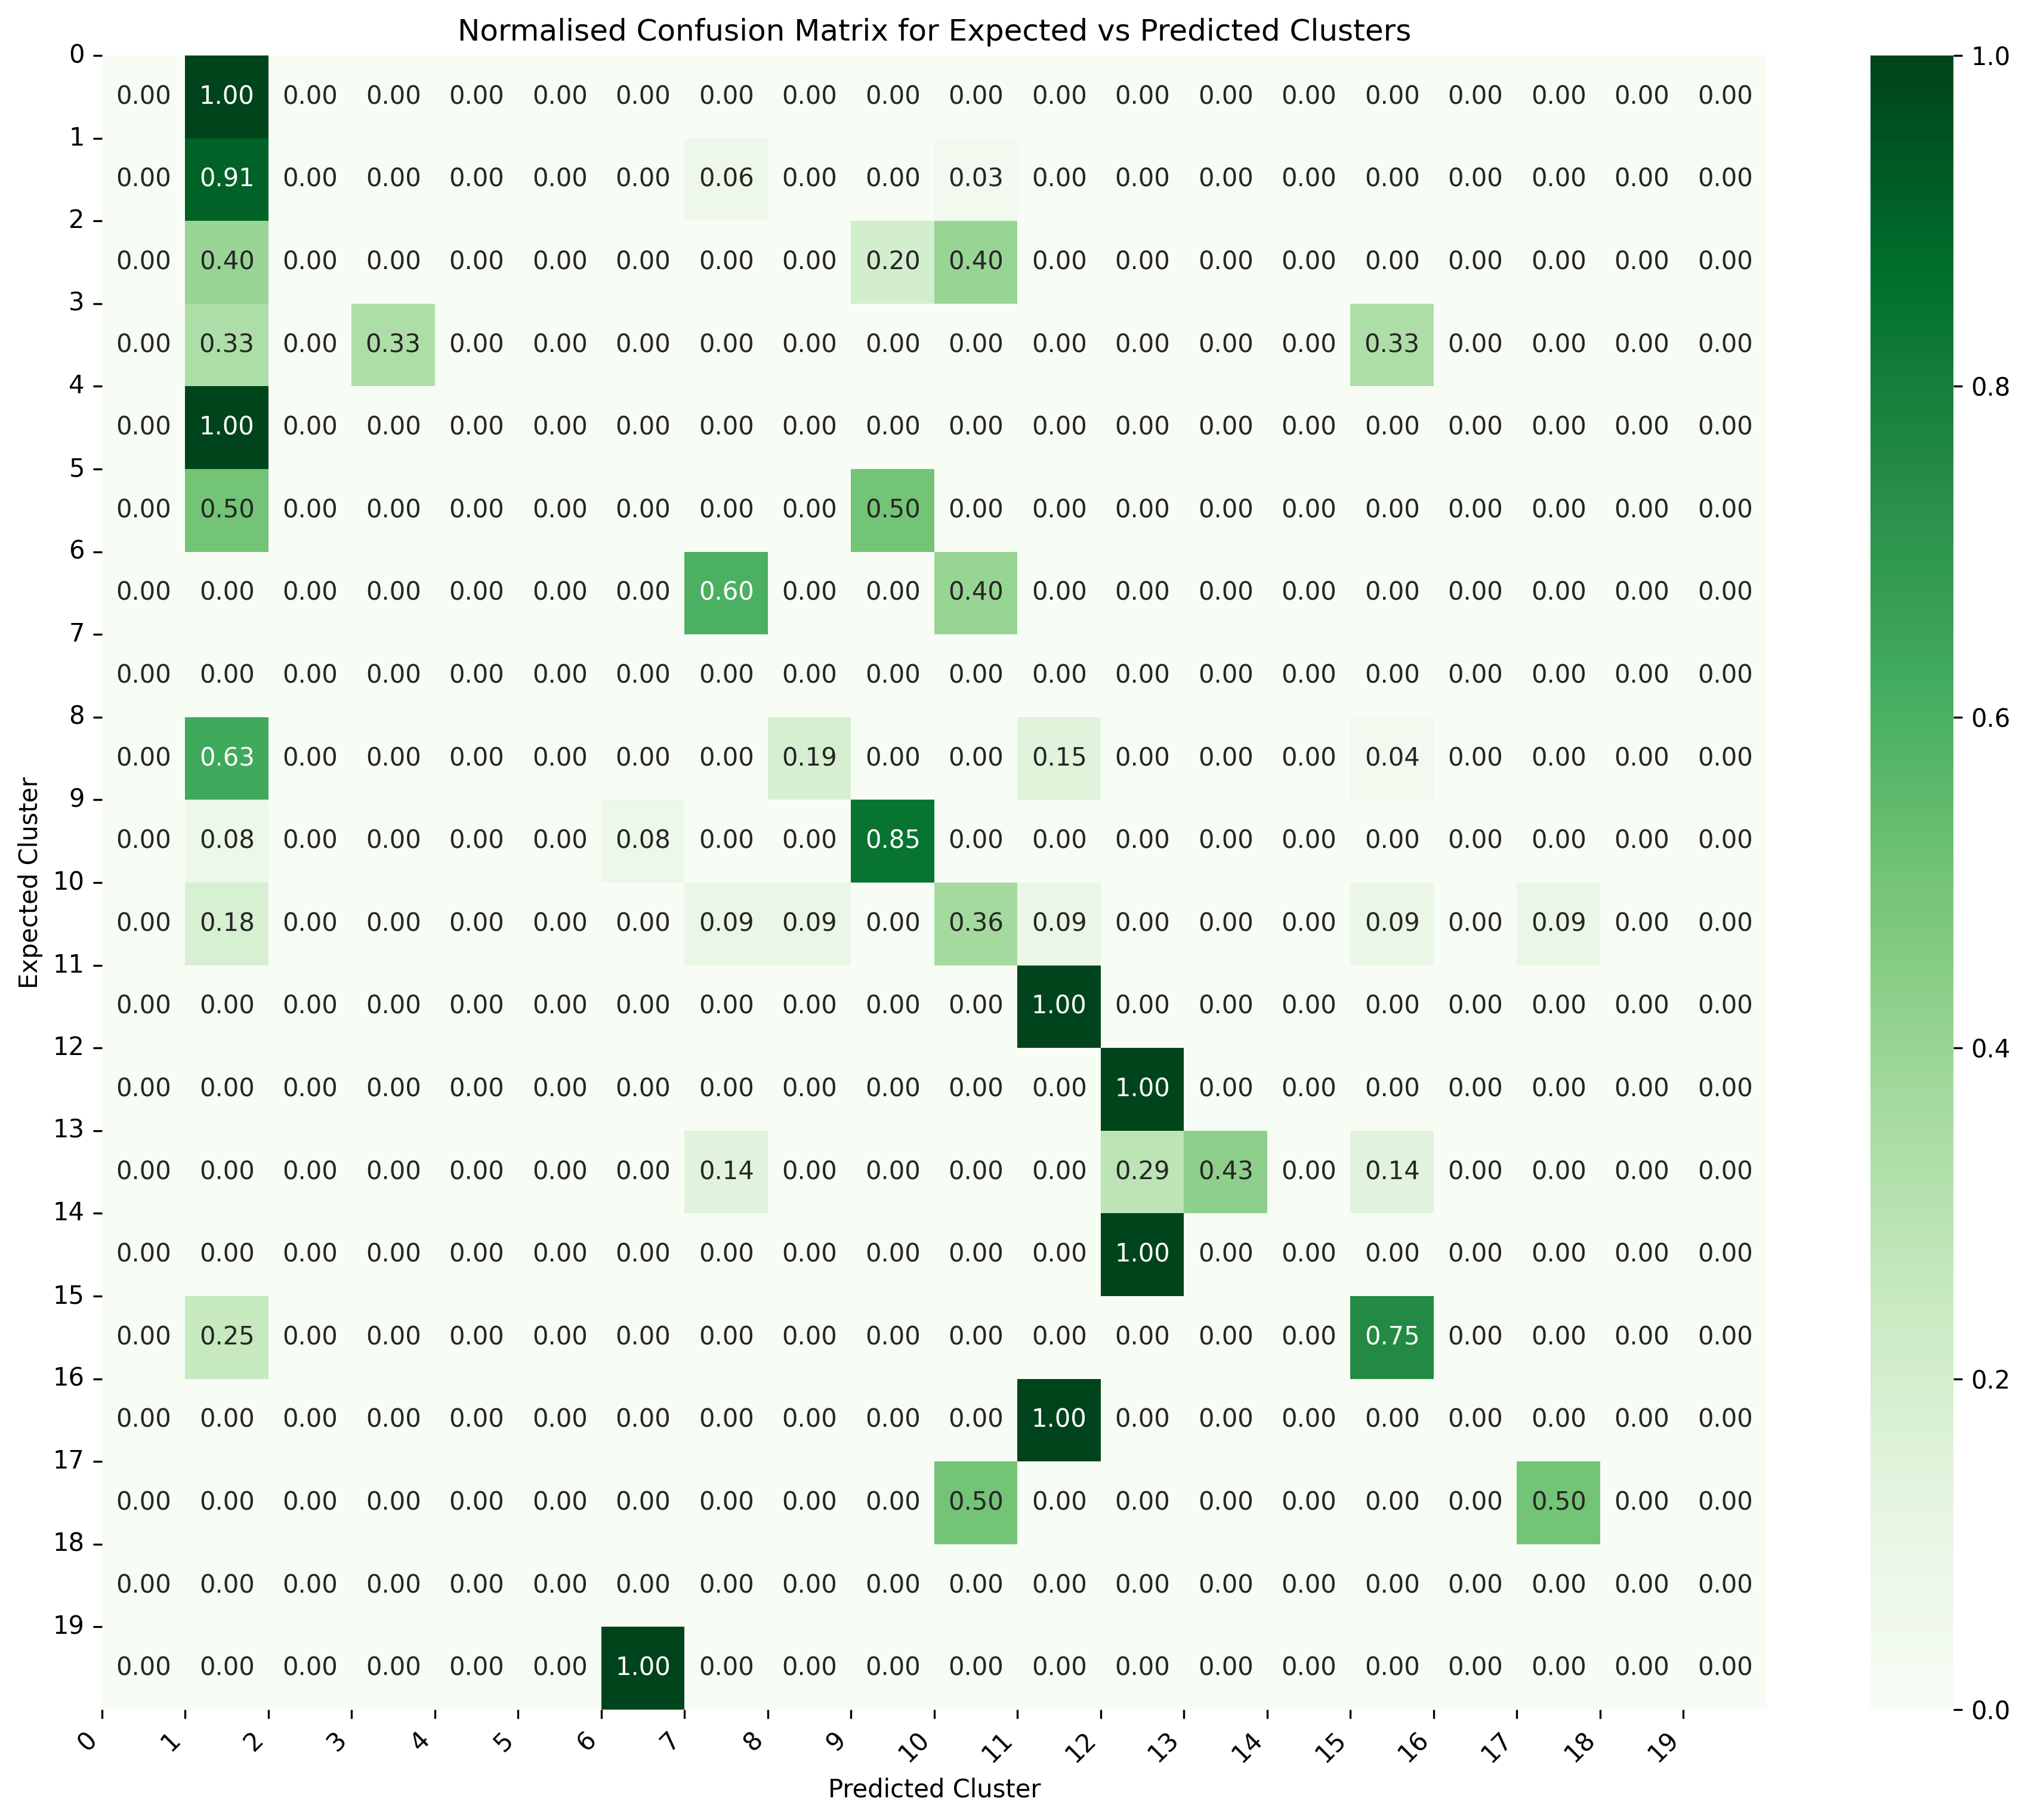 Normalised Confusion Matrix for Expected vs Predicted Clusters
0
0.00 1.00 0.00 0.00 0.00 0.00 0.00 0.00 0.00 0.00 0.00 0.00 0.00 0.00 0.00 0.00 0.00 0.00 0.00 0.00
1
0.00 0.91 0.00 0.00 0.00 0.00 0.00 0.06 0.00 0.00 0.03 0.00 0.00 0.00 0.00 0.00 0.00 0.00 0.00 0.00
2
0.00 0.40 0.00 0.00 0.00 0.00 0.00 0.00 0.00 0.20 0.40 0.00 0.00 0.00 0.00 0.00 0.00 0.00 0.00 0.00
3
0.00 0.33 0.00 0.33 0.00 0.00 0.00 0.00 0.00 0.00 0.00 0.00 0.00 0.00 0.00 0.33 0.00 0.00 0.00 0.00
4
0.00 1.00 0.00 0.00 0.00 0.00 0.00 0.00 0.00 0.00 0.00 0.00 0.00 0.00 0.00 0.00 0.00 0.00 0.00 0.00
5
0.00 0.50 0.00 0.00 0.00 0.00 0.00 0.00 0.00 0.50 0.00 0.00 0.00 0.00 0.00 0.00 0.00 0.00 0.00 0.00
6
0.00 0.00 0.00 0.00 0.00 0.00 0.00 0.60 0.00 0.00 0.40 0.00 0.00 0.00 0.00 0.00 0.00 0.00 0.00 0.00
7
0.00 0.00 0.00 0.00 0.00 0.00 0.00 0.00 0.00 0.00 0.00 0.00 0.00 0.00 0.00 0.00 0.00 0.00 0.00 0.00
8
0.00 0.63 0.00 0.00 0.00 0.00 0.00 0.00 0.19 0.00 0.00 0.15 0.00 0.00 0.00 0.04 0.00 0.00 0.00 0.00
9
0.00 0.08 0.00 0.00 0.00 0.00 0.08 0.00 0.00 0.85 0.00 0.00 0.00 0.00 0.00 0.00 0.00 0.00 0.00 0.00
10
0.00 0.18 0.00 0.00 0.00 0.00 0.00 0.09 0.09 0.00 0.36 0.09 0.00 0.00 0.00 0.09 0.00 0.09 0.00 0.00
11
0.00 0.00 0.00 0.00 0.00 0.00 0.00 0.00 0.00 0.00 0.00 1.00 0.00 0.00 0.00 0.00 0.00 0.00 0.00 0.00
12
0.00 0.00 0.00 0.00 0.00 0.00 0.00 0.00 0.00 0.00 0.00 0.00 1.00 0.00 0.00 0.00 0.00 0.00 0.00 0.00
13
0.00 0.00 0.00 0.00 0.00 0.00 0.00 0.14 0.00 0.00 0.00 0.00 0.29 0.43 0.00 0.14 0.00 0.00 0.00 0.00
14
0.00 0.00 0.00 0.00 0.00 0.00 0.00 0.00 0.00 0.00 0.00 0.00 1.00 0.00 0.00 0.00 0.00 0.00 0.00 0.00
15
0.00 0.25 0.00 0.00 0.00 0.00 0.00 0.00 0.00 0.00 0.00 0.00 0.00 0.00 0.00 0.75 0.00 0.00 0.00 0.00
16
0.00 0.00 0.00 0.00 0.00 0.00 0.00 0.00 0.00 0.00 0.00 1.00 0.00 0.00 0.00 0.00 0.00 0.00 0.00 0.00
17
0.00 0.00 0.00 0.00 0.00 0.00 0.00 0.00 0.00 0.00 0.50 0.00 0.00 0.00 0.00 0.00 0.00 0.50 0.00 0.00
18
0.00 0.00 0.00 0.00 0.00 0.00 0.00 0.00 0.00 0.00 0.00 0.00 0.00 0.00 0.00 0.00 0.00 0.00 0.00 0.00
19
0.00 0.00 0.00 0.00 0.00 0.00 1.00 0.00 0.00 0.00 0.00 0.00 0.00 0.00 0.00 0.00 0.00 0.00 0.00 0.00
0 1 2 3 4 5 6 7 8 9 10 11 12 13 14 15 16 17 18 19
Predicted Cluster
Expected Cluster
1.0
0.8
0.6
0.4
0.2
0.0